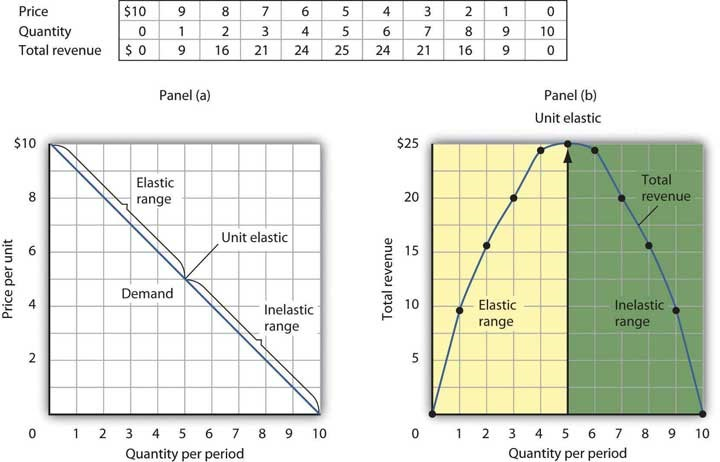 Price $10 9 8 7 6 5 4 3 2 1 0
Quantity 0 1 2 3 4 5 6 7 8 9 10
Total revenue $ 0 9 16 21 24 25 24 21 16 9 0
Panel (a)
$10
8
6
4
2
0 1 2 3 4 5 6 7 8 9 10
Price per unit
Quantity per period
Elastic
range
Unit elastic
Demand
Inelastic
range
Panel (b)
Unit elastic
$25
20
15
10
5
0 1 2 3 4 5 6 7 8 9 10
Total revenue
Quantity per period
Total
revenue
Elastic
range
Inelastic
range